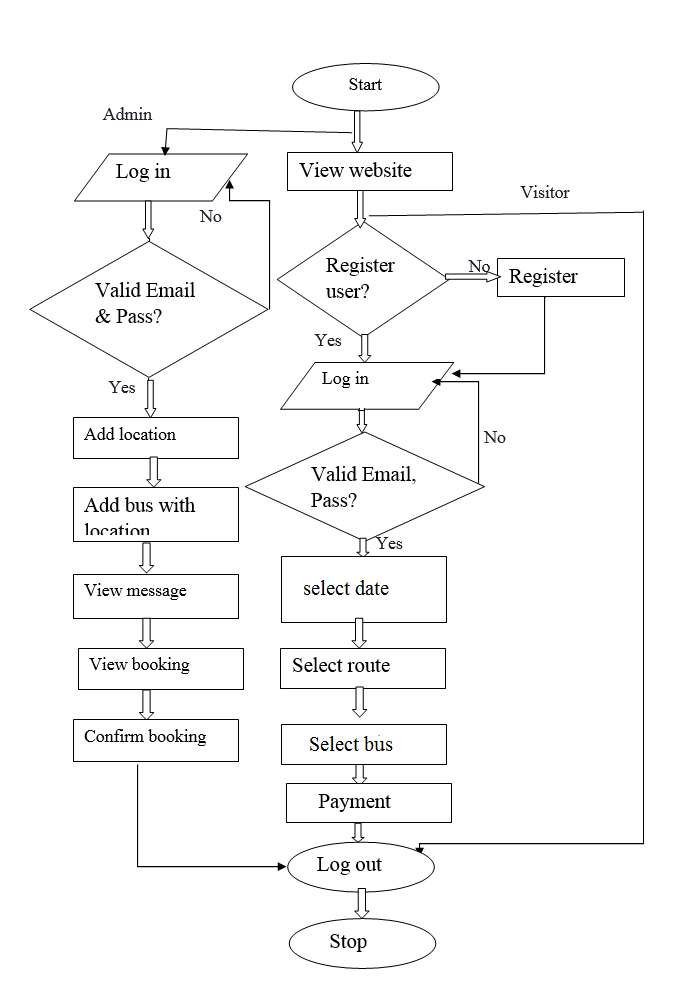 Start
Admin
Log in
View website
Visitor
No
Register
user?
No
Register
Valid Email
& Pass?
Yes
Log in
Yes
Add location
No
Valid Email,
Pass?
Add bus with
location
Yes
select date
View message
View booking
Select route
Confirm booking
Select bus
Payment
Log out
Stop